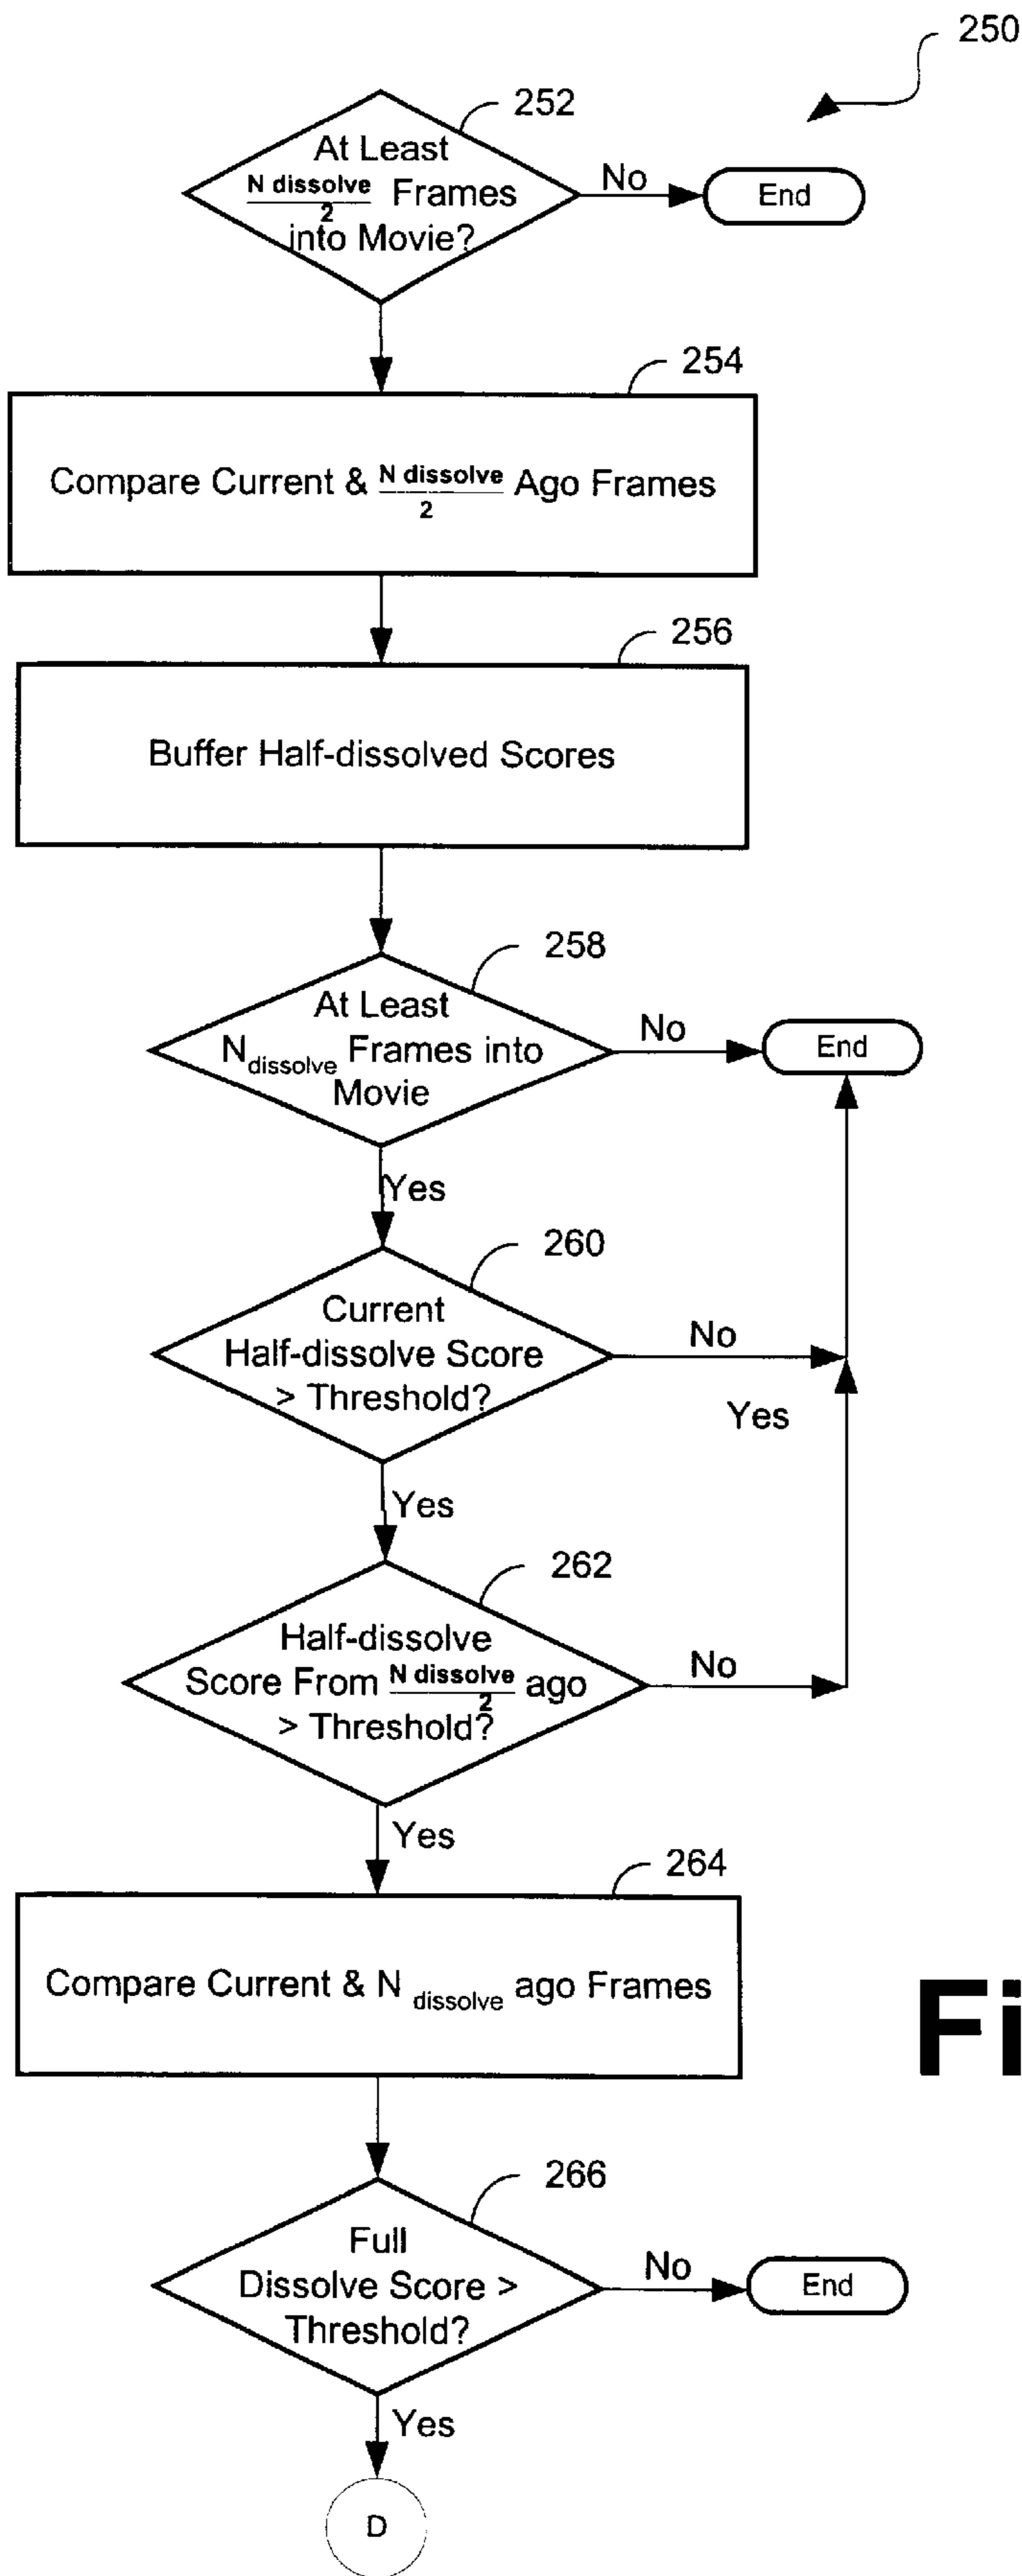 250
252
At Least
N dissolve / 2 Frames
into Movie?
No
End
254
Compare Current & N dissolve / 2 Ago Frames
256
Buffer Half-dissolved Scores
258
At Least
Ndissolve Frames into
Movie
No
End
Yes
260
Current
Half-dissolve Score
> Threshold?
No
Yes
Yes
262
Half-dissolve
Score From N dissolve / 2 ago
> Threshold?
No
Yes
264
Compare Current & N dissolve ago Frames
Fi
266
Full
Dissolve Score >
Threshold?
No
End
Yes
D